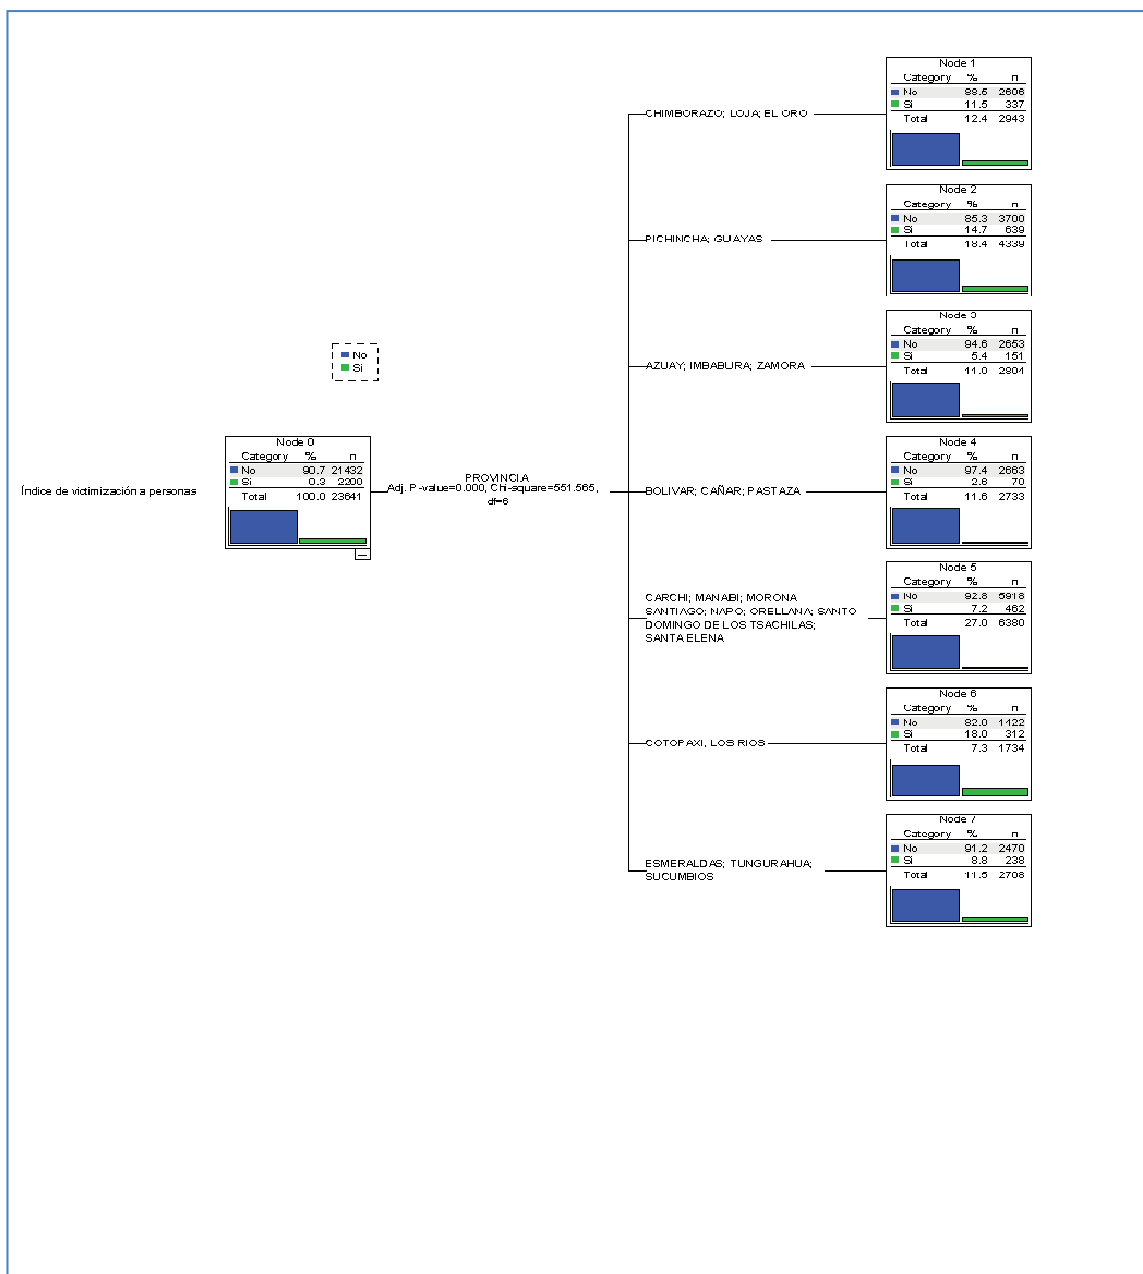 Node 1
Category % n
No 88.5 2606
Si 11.5 337
Total 12.4 2943
CHIMBORAZO; LOJA; EL ORO
Node 2
Category % n
No 85.3 3700
Si 14.7 639
Total 18.4 4339
PICHINCHA; GUAYAS
Node 3
Category % n
No 94.6 2653
Si 5.4 151
Total 11.0 2804
AZUAY; IMBABURA; ZAMORA
No
Si
Node 0
Category % n
No 90.7 21432
Si 2209
Total 100.0 23641
Índice de victimización a personas
PROVINCIA
Adj. P-value=0.000, Chi-square=551.565,
df=6
Node 4
Category % n
No 97.4 2663
Si 2.6 70
Total 11.6 2733
BOLIVAR; CAÑAR; PASTAZA
Node 5
Category % n
No 92.8 5918
Si 7.2 462
Total 27.0 6380
CARCHI; MANABI; MORONA
SANTIAGO; NAPO; ORELLANA; SANTO
DOMINGO DE LOS TSACHILAS;
SANTA ELENA
Node 6
Category % n
No 82.0 1422
Si 18.0 312
Total 7.3 1734
COTOPAXI; LOS RIOS
Node 7
Category % n
No 91.2 2470
Si 8.8 238
Total 11.5 2708
ESMERALDAS; TUNGURAHUA;
SUCUMBIOS